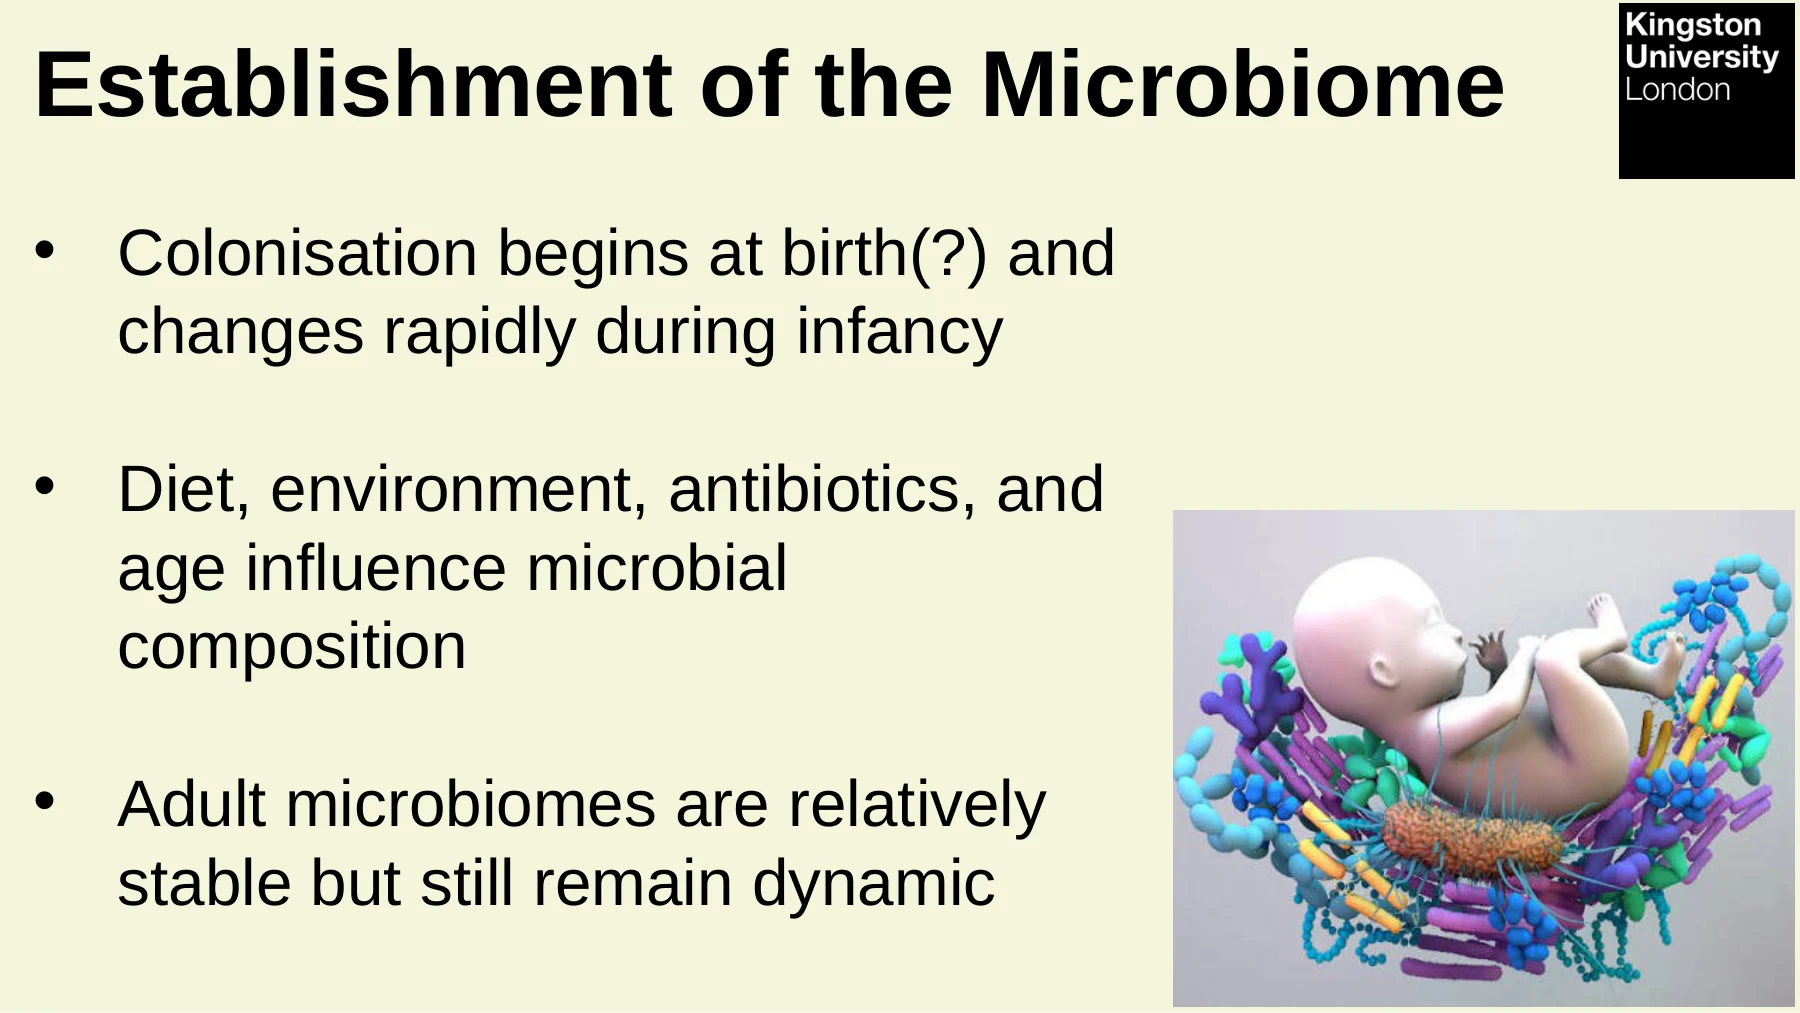 Establishment of the Microbiome
Kingston
University
London
• Colonisation begins at birth(?) and
changes rapidly during infancy
• Diet, environment, antibiotics, and
age influence microbial
composition
• Adult microbiomes are relatively
stable but still remain dynamic